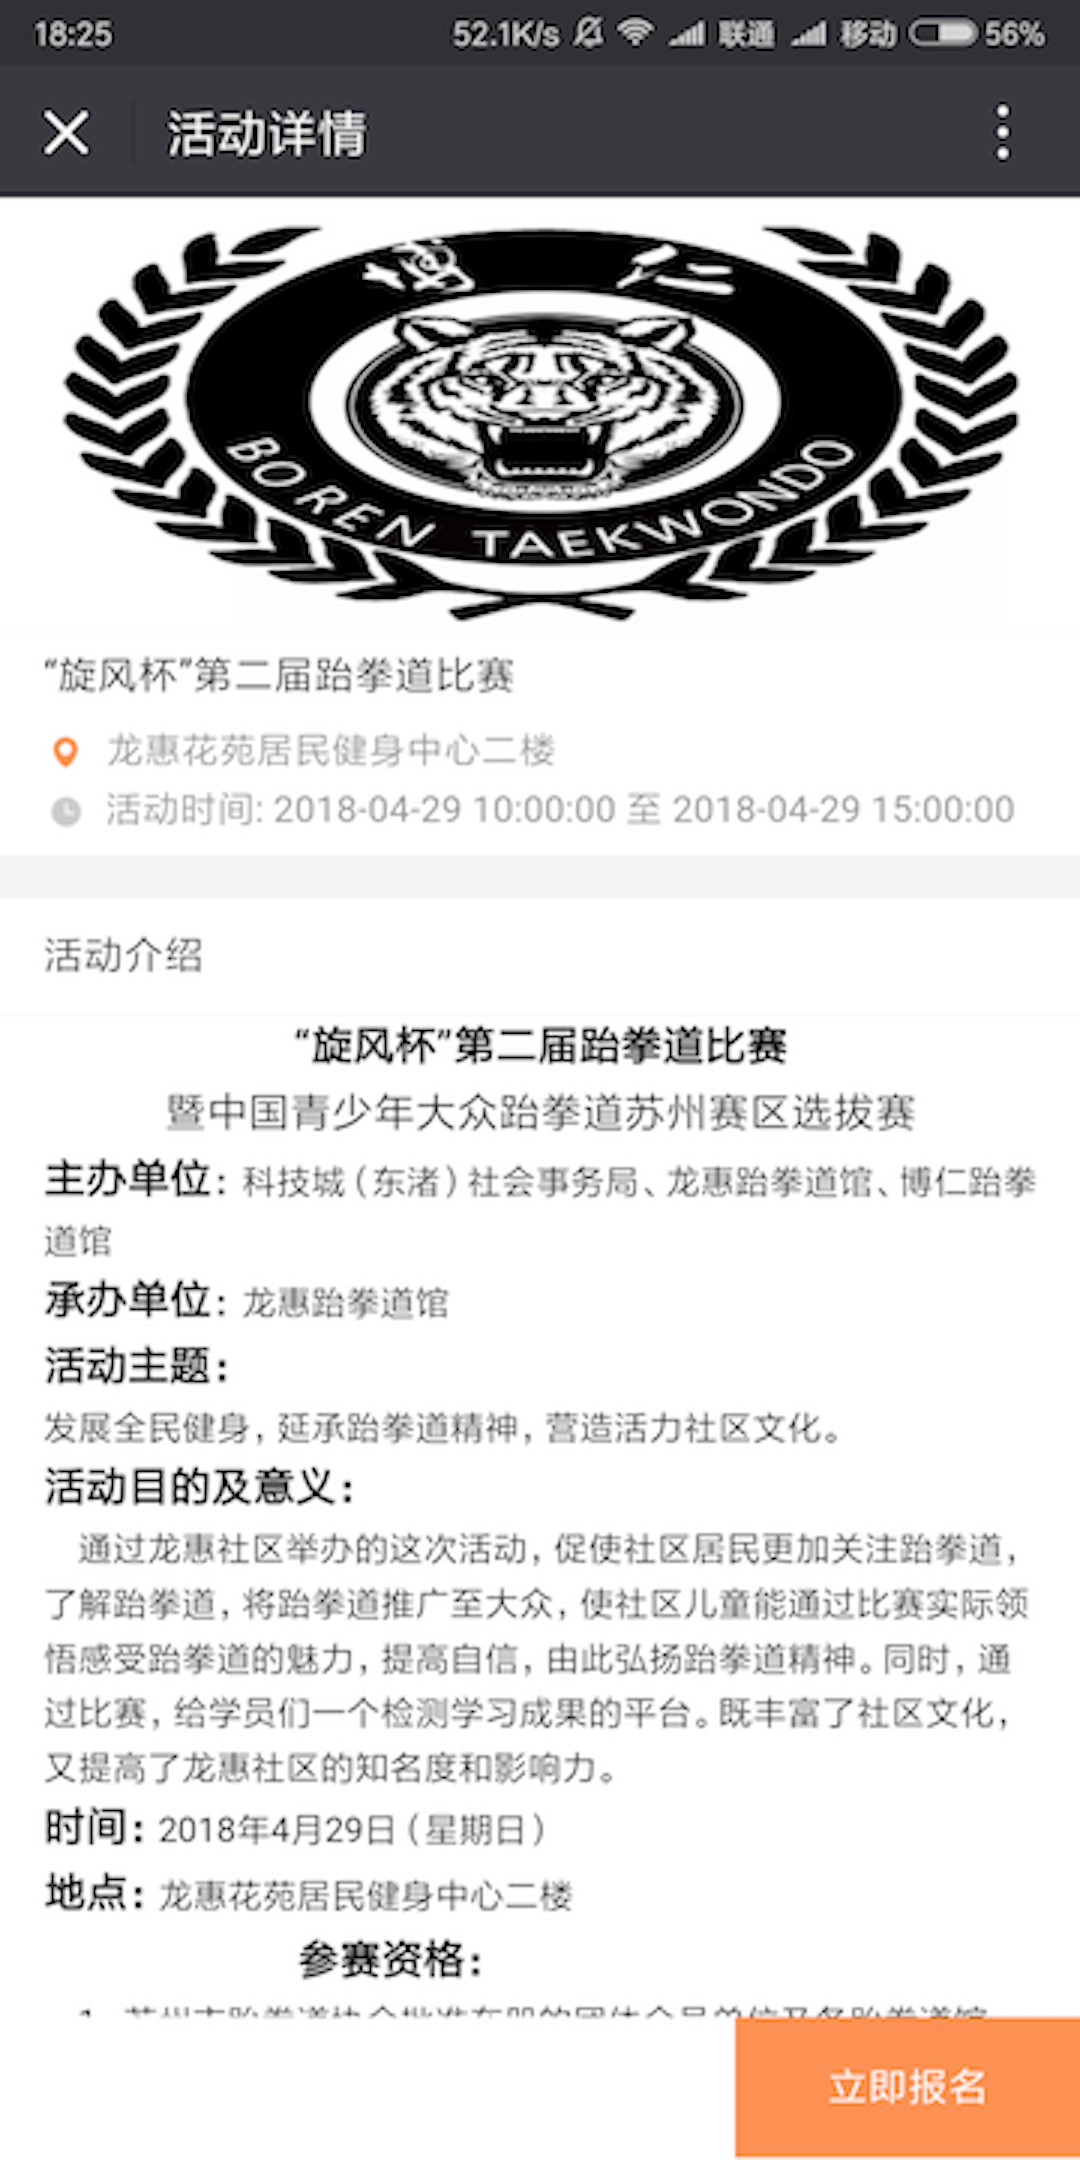 18:25 52.1K/s 联通 移动 56%
活动详情
博 仁
BOREN TAEKWONDO
“旋风杯”第二届跆拳道比赛
龙惠花苑居民健身中心二楼
活动时间: 2018-04-29 10:00:00 至 2018-04-29 15:00:00
活动介绍
“旋风杯”第二届跆拳道比赛
暨中国青少年大众跆拳道苏州赛区选拔赛
主办单位：科技城（东渚）社会事务局、龙惠跆拳道馆、博仁跆拳
道馆
承办单位：龙惠跆拳道馆
活动主题：
发展全民健身，延承跆拳道精神，营造活力社区文化。
活动目的及意义：
通过龙惠社区举办的这次活动，促使社区居民更加关注跆拳道，
了解跆拳道，将跆拳道推广至大众，使社区儿童能通过比赛实际领
悟感受跆拳道的魅力，提高自信，由此弘扬跆拳道精神。同时，通
过比赛，给学员们一个检测学习成果的平台。既丰富了社区文化，
又提高了龙惠社区的知名度和影响力。
时间：2018年4月29日（星期日）
地点：龙惠花苑居民健身中心二楼
参赛资格：
立即报名